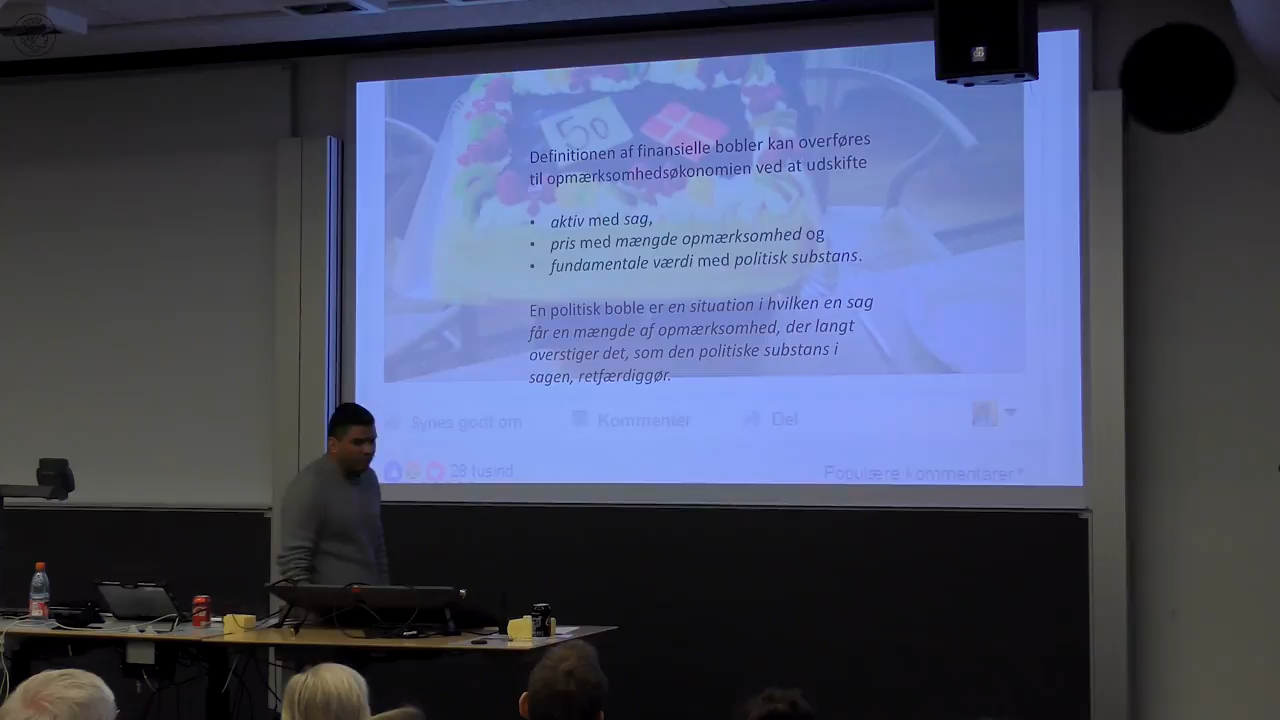 50
Definitionen af finansielle bobler kan overføres
til opmærksomhedsøkonomien ved at udskifte
• aktiv med sag,
• pris med mængde opmærksomhed og
• fundamentale værdi med politisk substans.
En politisk boble er en situation i hvilken en sag
får en mængde af opmærksomhed, der langt
overstiger det, som den politiske substans i
sagen, retfærdiggør.
Synes godt om Kommenter Del
28 tusind Populære kommentarer